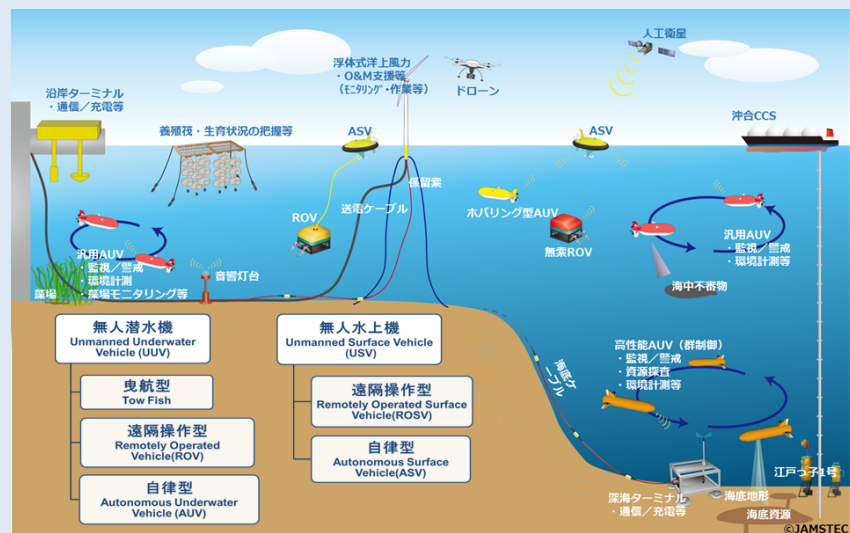 人工衛星
浮体式洋上風力
・O&M支援等
(ﾓﾆﾀﾘﾝｸﾞ・作業等)
ドローン
沿岸ターミナル
・通信／充電等
養殖筏・生育状況の把握等
ASV
ASV
沖合CCS
係留索
送電ケーブル
ROV
ホバリング型AUV
無索ROV
汎用AUV
・監視／警戒
・環境計測
・藻場モニタリング等
藻場
音響灯台
汎用AUV
・監視／警戒
・環境計測等
海中不審物
無人潜水機
Unmanned Underwater
Vehicle (UUV)
曳航型
Tow Fish
遠隔操作型
Remotely Operated
Vehicle(ROV)
自律型
Autonomous Underwater
Vehicle (AUV)
無人水上機
Unmanned Surface Vehicle
(USV)
遠隔操作型
Remotely Operated Surface
Vehicle(ROSV)
自律型
Autonomous Surface
Vehicle(ASV)
海底ケーブル
高性能AUV（群制御）
・監視／警戒
・資源探査
・環境計測等
深海ターミナル
・通信／充電等
海底地形
海底資源
江戸っ子1号
©JAMSTEC